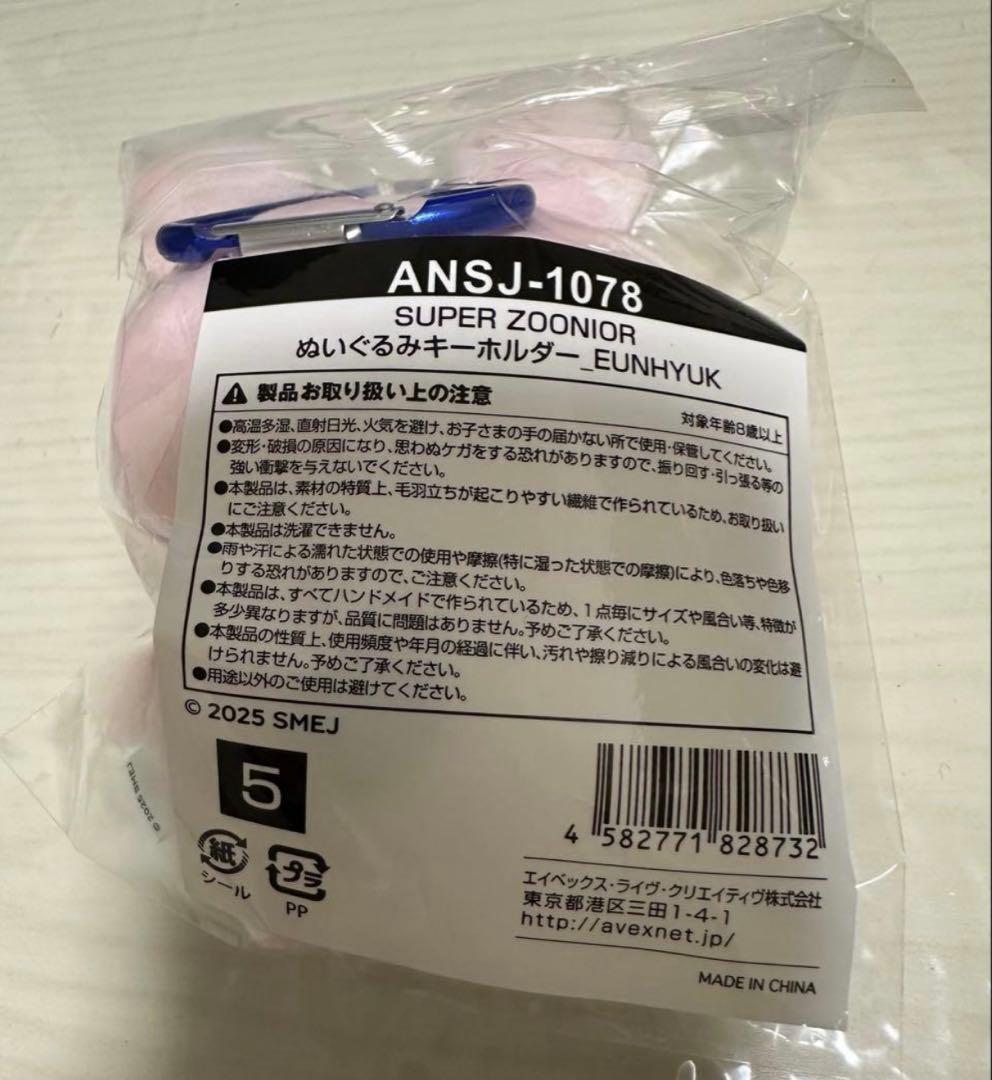 ANSJ-1078
SUPER ZOONIOR
ぬいぐるみキーホルダー_EUNHYUK
製品お取り扱い上の注意
対象年齢8歳以上
●高温多湿、直射日光、火気を避け、お子さまの手の届かない所で使用・保管してください。
●変形・破損の原因になり、思わぬケガをする恐れがありますので、振り回す・引っ張る等の
強い衝撃を与えないでください。
●本製品は、素材の特質上、毛羽立ちが起こりやすい繊維で作られているため、お取り扱い
にご注意ください。
●本製品は洗濯できません。
●雨や汗による濡れた状態での使用や摩擦(特に湿った状態での摩擦)により、色落ちや色移
りする恐れがありますので、ご注意ください。
●本製品は、すべてハンドメイドで作られているため、1点毎にサイズや風合い等、特徴が
多少異なりますが、品質に問題はありません。予めご了承ください。
●本製品の性質上、使用頻度や年月の経過に伴い、汚れや擦り減りによる風合いの変化は避
けられません。予めご了承ください。
●用途以外のご使用は避けてください。
© 2025 SMEJ
5
© 2025 SMEJ
紙
シール
プラ
PP
4 582771 828732
エイベックス・ライヴ・クリエイティヴ株式会社
東京都港区三田1-4-1
http://avexnet.jp/
MADE IN CHINA